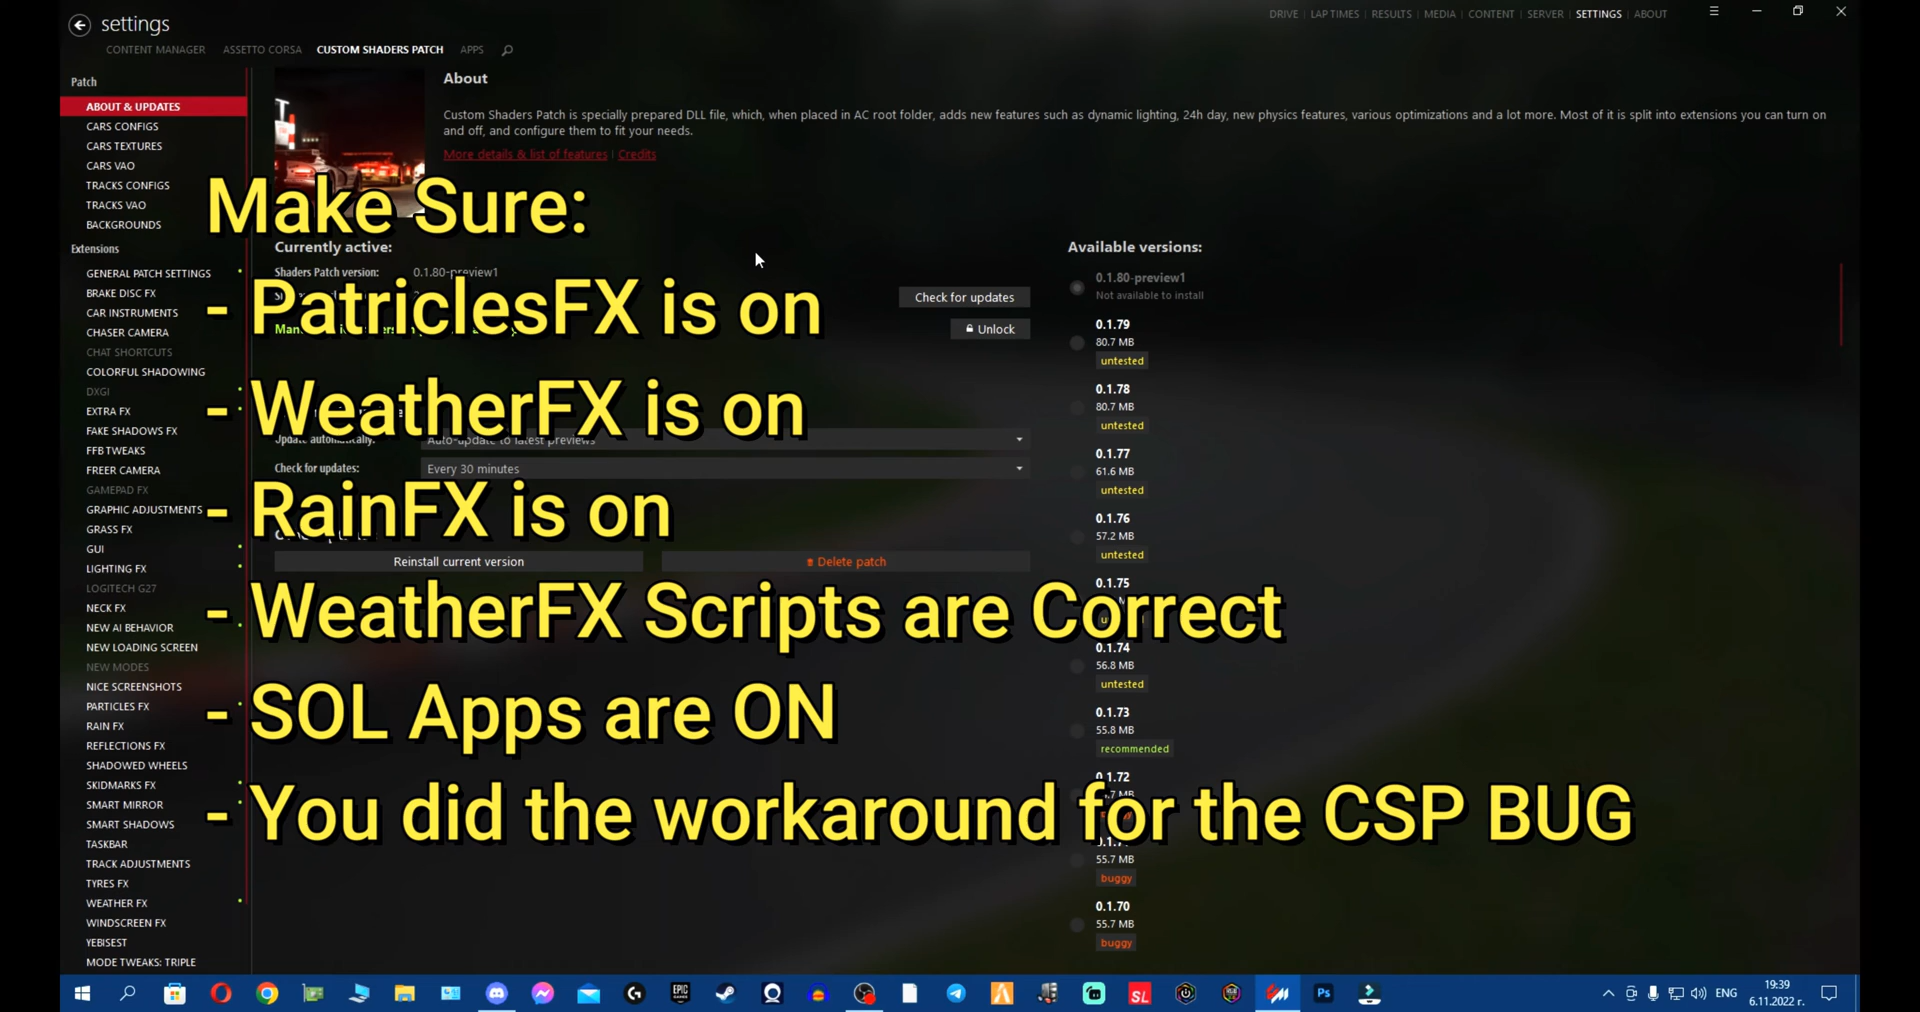 settings
DRIVE | LAP TIMES | RESULTS | MEDIA | CONTENT | SERVER | SETTINGS | ABOUT
CONTENT MANAGER ASSETTO CORSA CUSTOM SHADERS PATCH APPS
Patch
ABOUT & UPDATES
CARS CONFIGS
CARS TEXTURES
CARS VAO
TRACKS CONFIGS
TRACKS VAO
BACKGROUNDS
Extensions
GENERAL PATCH SETTINGS
BRAKE DISC FX
CAR INSTRUMENTS
CHASER CAMERA
CHAT SHORTCUTS
COLORFUL SHADOWING
DXGI
EXTRA FX
FAKE SHADOWS FX
FFB TWEAKS
FREER CAMERA
GAMEPAD FX
GRAPHIC ADJUSTMENTS
GRASS FX
GUI
LIGHTING FX
LOGITECH G27
NECK FX
NEW AI BEHAVIOR
NEW LOADING SCREEN
NEW MODES
NICE SCREENSHOTS
PARTICLES FX
RAIN FX
REFLECTIONS FX
SHADOWED WHEELS
SKIDMARKS FX
SMART MIRROR
SMART SHADOWS
TASKBAR
TRACK ADJUSTMENTS
TYRES FX
WEATHER FX
WINDSCREEN FX
YEBISEST
MODE TWEAKS: TRIPLE
About
Custom Shaders Patch is specially prepared DLL file, which, when placed in AC root folder, adds new features such as dynamic lighting, 24h day, new physics features, various optimizations and a lot more. Most of it is split into extensions you can turn on
and off, and configure them to fit your needs.
More details & list of features | Credits
Make Sure:
- PatriclesFX is on
- WeatherFX is on
- RainFX is on
- WeatherFX Scripts are Correct
- SOL Apps are ON
- You did the workaround for the CSP BUG
Currently active:
Shaders Patch version: 0.1.80-preview1
Check for updates
Unlock
Update automatically: Auto-update to latest previews
Check for updates: Every 30 minutes
Reinstall current version
Delete patch
Available versions:
0.1.80-preview1
Not available to install
0.1.79
80.7 MB
untested
0.1.78
80.7 MB
untested
0.1.77
61.6 MB
untested
0.1.76
57.2 MB
untested
0.1.75
0.1.74
56.8 MB
untested
0.1.73
55.8 MB
recommended
0.1.72
55.7 MB
buggy
0.1.70
55.7 MB
buggy
EPIC
SL
Ps
ENG
19:39
6.11.2022 г.